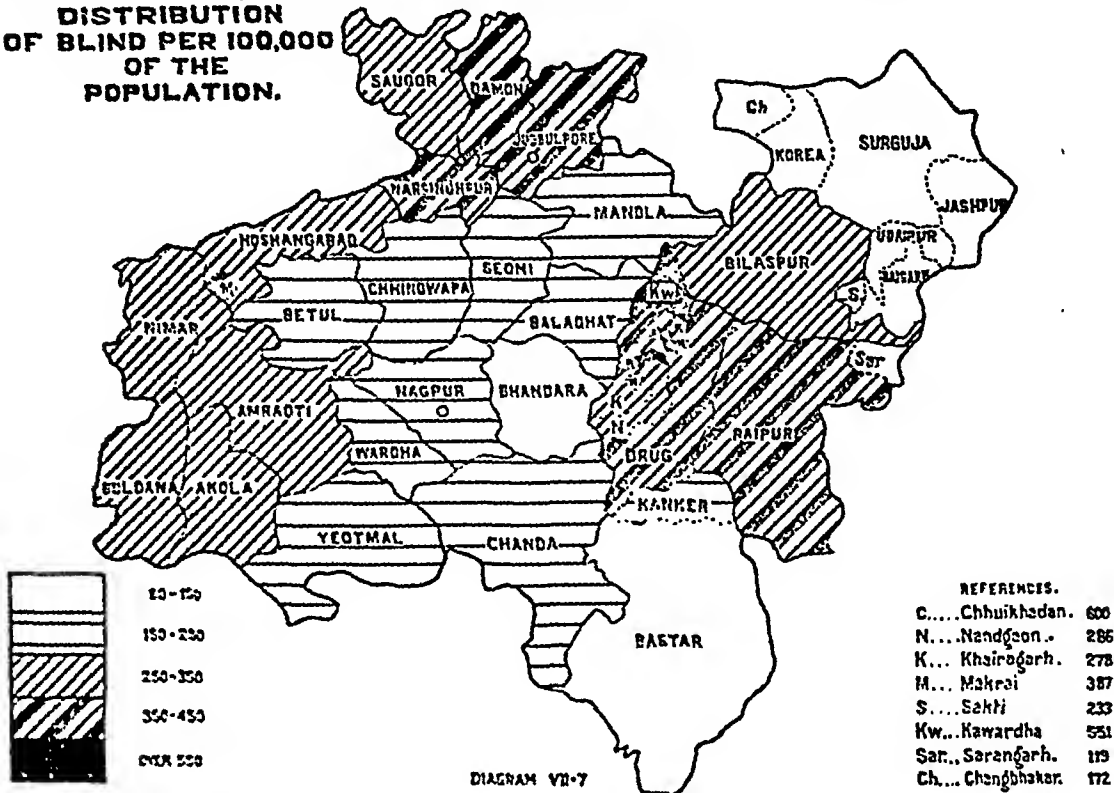 DISTRIBUTION
OF BLIND PER 100,000
OF THE
POPULATION.
SAUGOR
DAMOH
JUBBULPORE
NARSINGHPUR
MANDLA
HOSHANGABAD
M
NIMAR
BETUL
CHHINDWARA
SEONI
BALAGHAT
Kw
BILASPUR
Ch
KOREA
SURGUJA
JASHPUR
UDAIPUR
S.
Sar
AMRAOTI
NAGPUR
BHANDARA
K
N
DRUG
RAIPUR
WARDHA
BULDANA
AKOLA
YEOTMAL
CHANDA
KANKER
BASTAR
150-250
250-350
350-450
OVER 550
DIAGRAM VII-7
REFERENCES.
C.....Chhuikhadan. 600
N....Nandgaon.. 286
K... Khairagarh. 278
M... Makrai 387
S....Sakti 233
Kw...Kawardha 551
Sar... Sarangarh. 119
Ch.... Changbhakar. 172